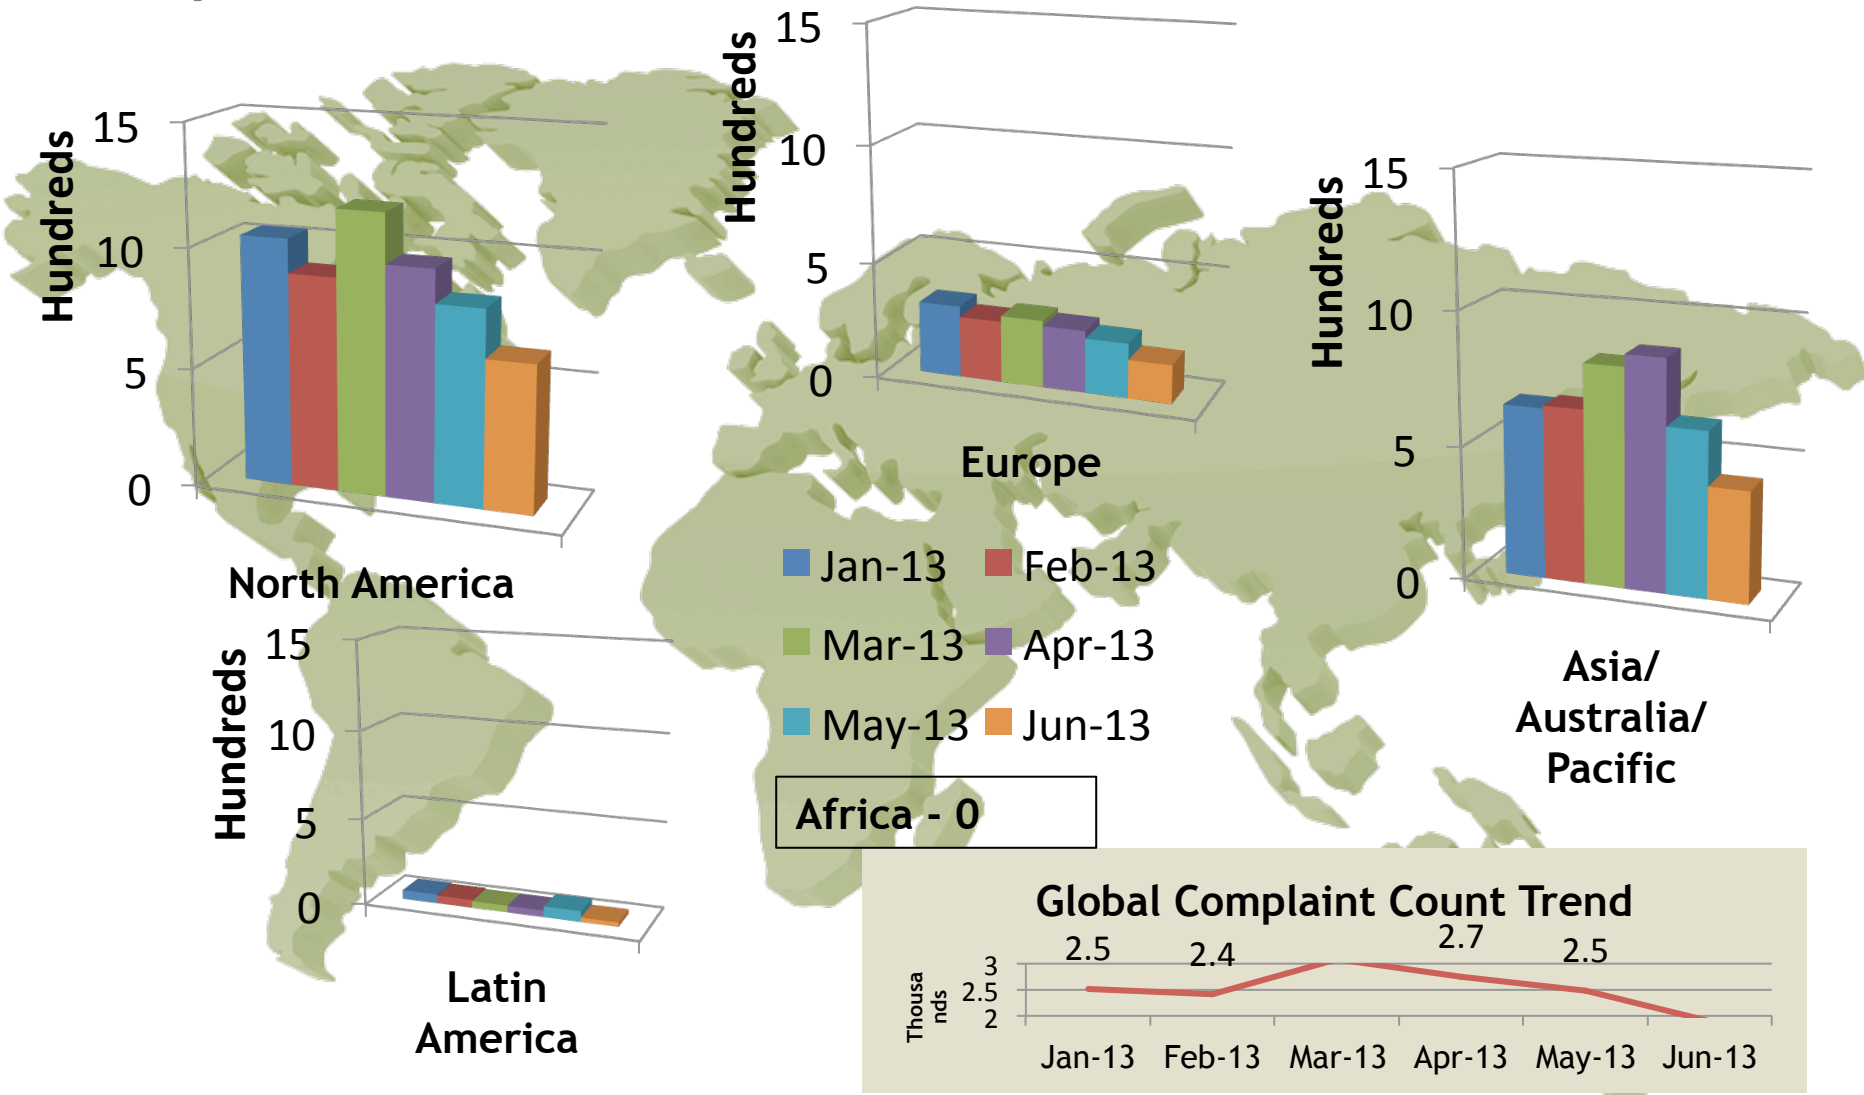 15
Hundreds
10
5
0
North America
15
Hundreds
10
5
0
Europe
15
Hundreds
10
5
0
Asia/
Australia/
Pacific
15
Hundreds
10
5
0
Latin
America
Jan-13 Feb-13
Mar-13 Apr-13
May-13 Jun-13
Africa - 0
Global Complaint Count Trend
2.5 2.4 2.7 2.5
Thousa
nds
3
2.5
2
Jan-13 Feb-13 Mar-13 Apr-13 May-13 Jun-13